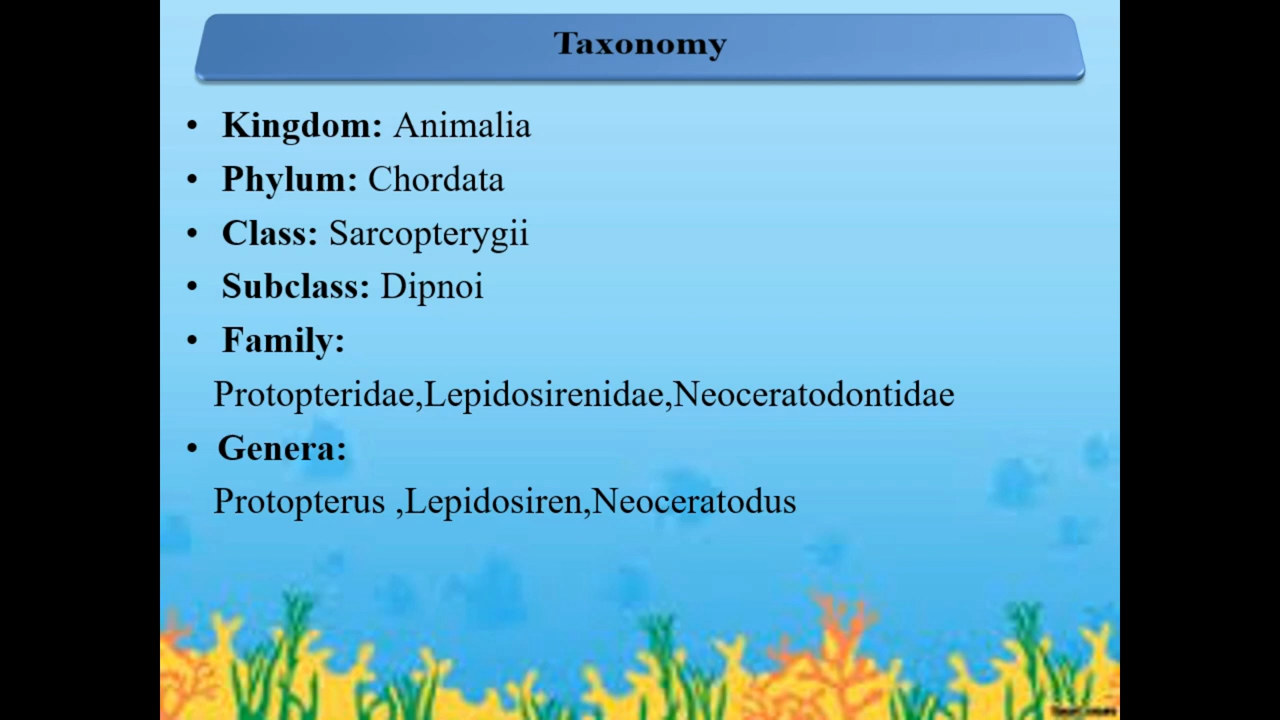 Taxonomy
• Kingdom: Animalia
• Phylum: Chordata
• Class: Sarcopterygii
• Subclass: Dipnoi
• Family:
Protopteridae,Lepidosirenidae,Neoceratodontidae
• Genera:
Protopterus ,Lepidosiren,Neoceratodus